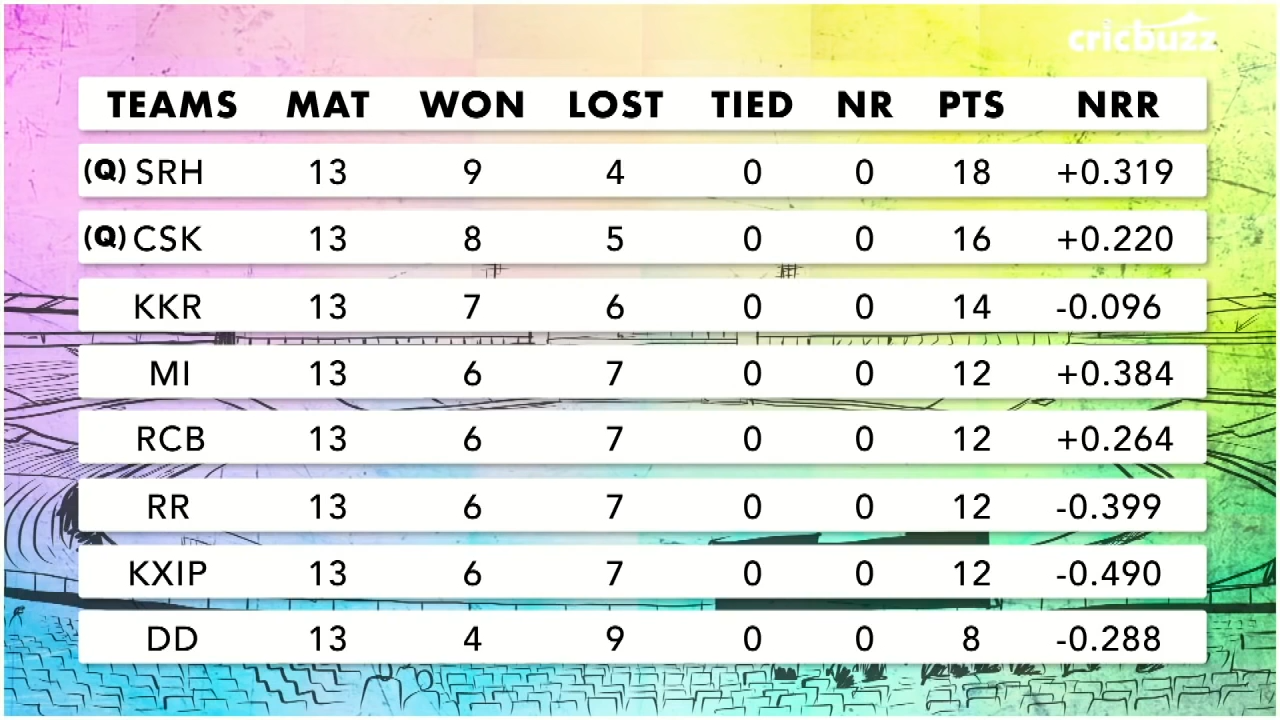 cricbuzz
TEAMS MAT WON LOST TIED NR PTS NRR
(Q) SRH 13 9 4 0 0 18 +0.319
(Q) CSK 13 8 5 0 0 16 +0.220
KKR 13 7 6 0 0 14 -0.096
MI 13 6 7 0 0 12 +0.384
RCB 13 6 7 0 0 12 +0.264
RR 13 6 7 0 0 12 -0.399
KXIP 13 6 7 0 0 12 -0.490
DD 13 4 9 0 0 8 -0.288